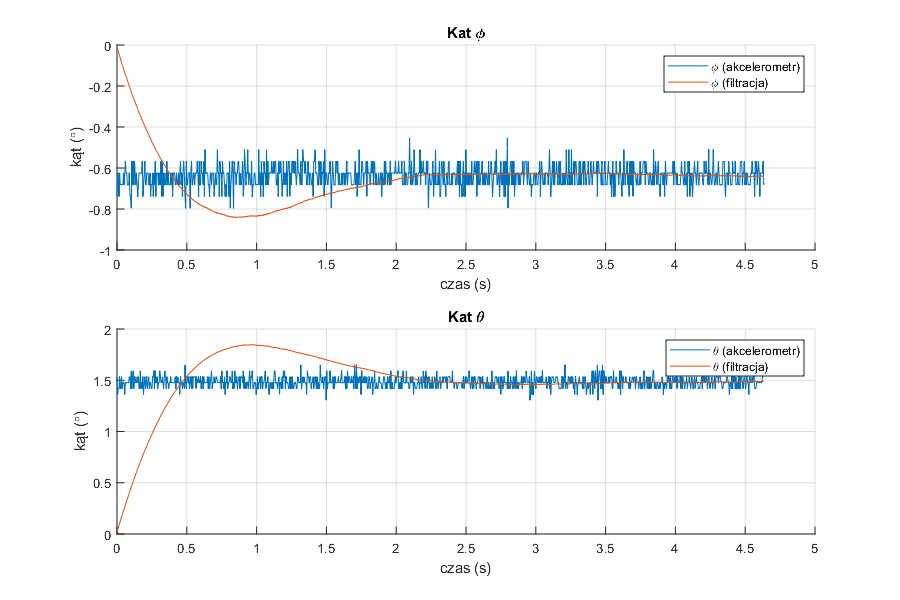 Kat ϕ
0
-0.2
-0.4
-0.6
-0.8
-1
kąt (°)
ϕ (akcelerometr)
ϕ (filtracja)
0 0.5 1 1.5 2 2.5 3 3.5 4 4.5 5
czas (s)
Kat θ
2
1.5
1
0.5
0
kąt (°)
θ (akcelerometr)
θ (filtracja)
0 0.5 1 1.5 2 2.5 3 3.5 4 4.5 5
czas (s)